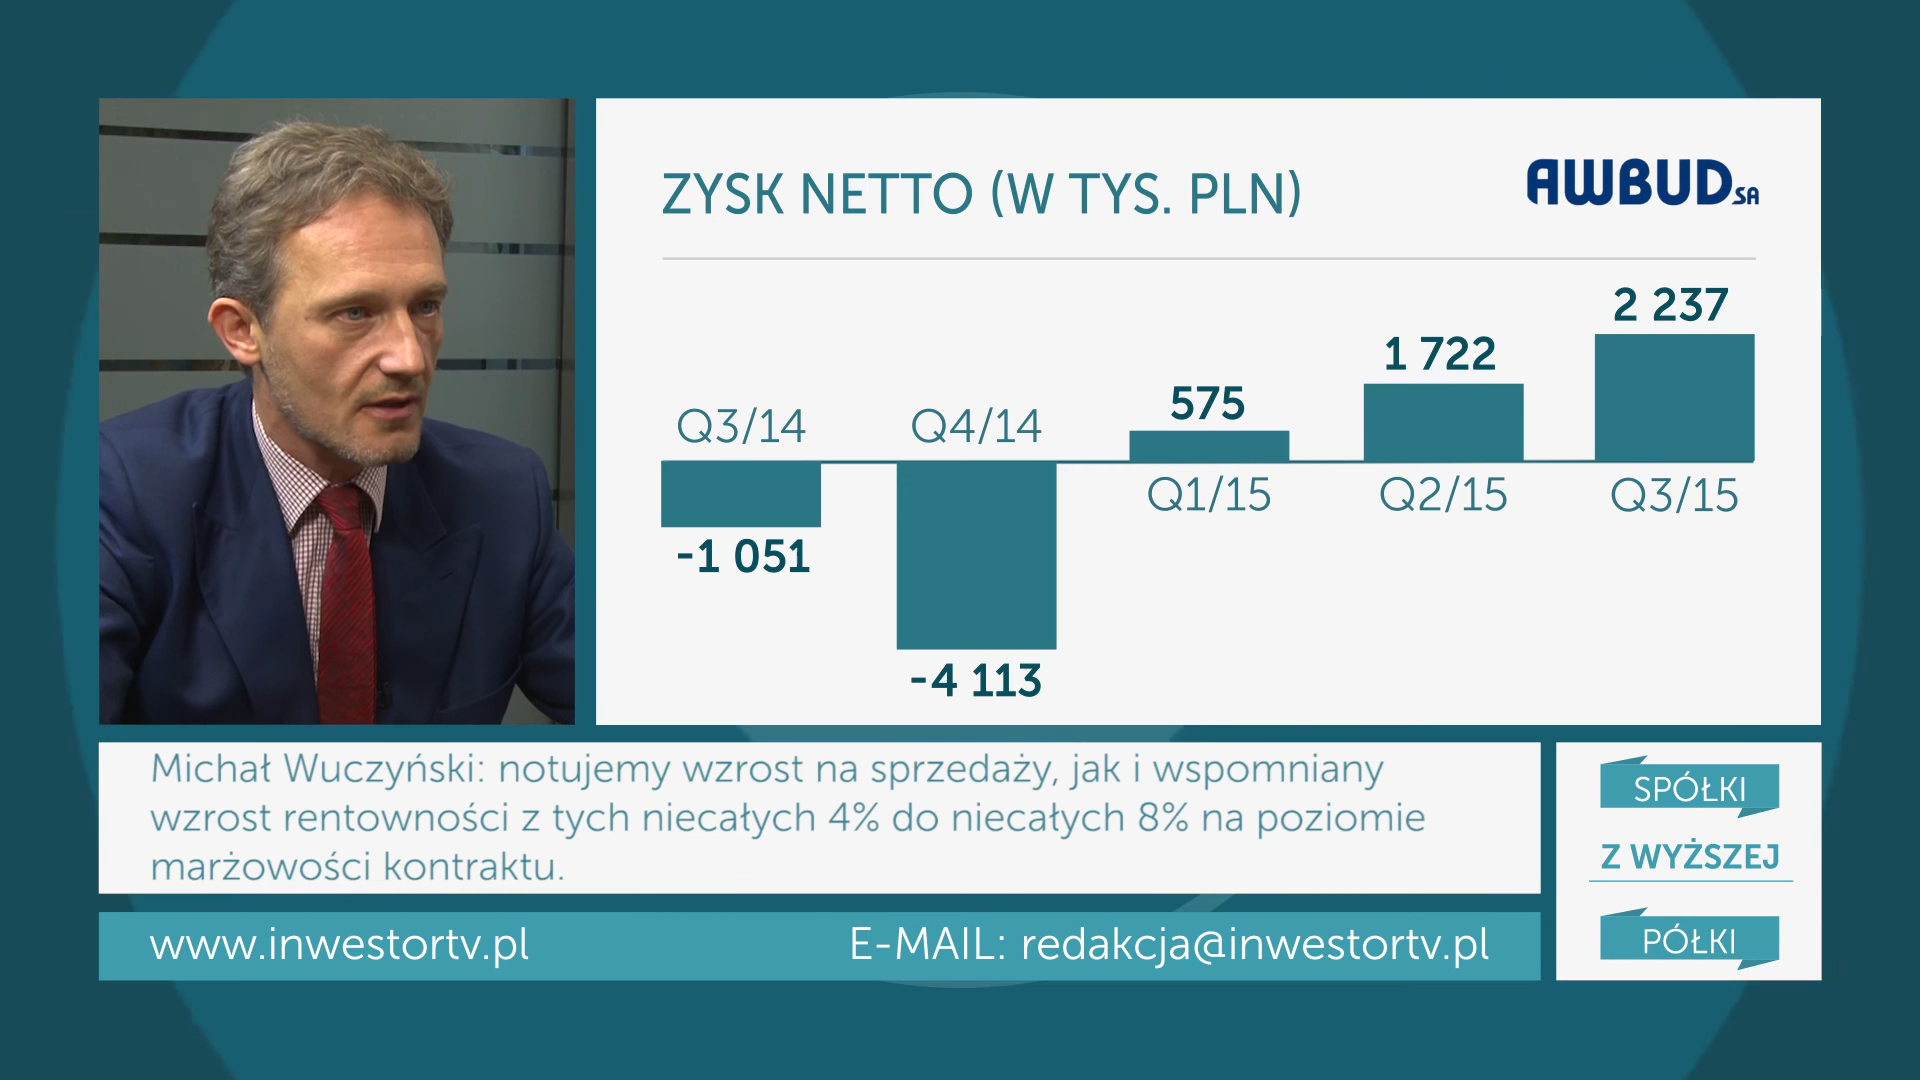 ZYSK NETTO (W TYS. PLN)
AWBUD SA
Q3/14
-1 051
Q4/14
-4 113
575
Q1/15
1 722
Q2/15
2 237
Q3/15
Michał Wuczyński: notujemy wzrost na sprzedaży, jak i wspomniany
wzrost rentowności z tych niecałych 4% do niecałych 8% na poziomie
marżowości kontraktu.
www.inwestortv.pl
E-MAIL: redakcja@inwestortv.pl
SPÓŁKI
Z WYŻSZEJ
PÓŁKI